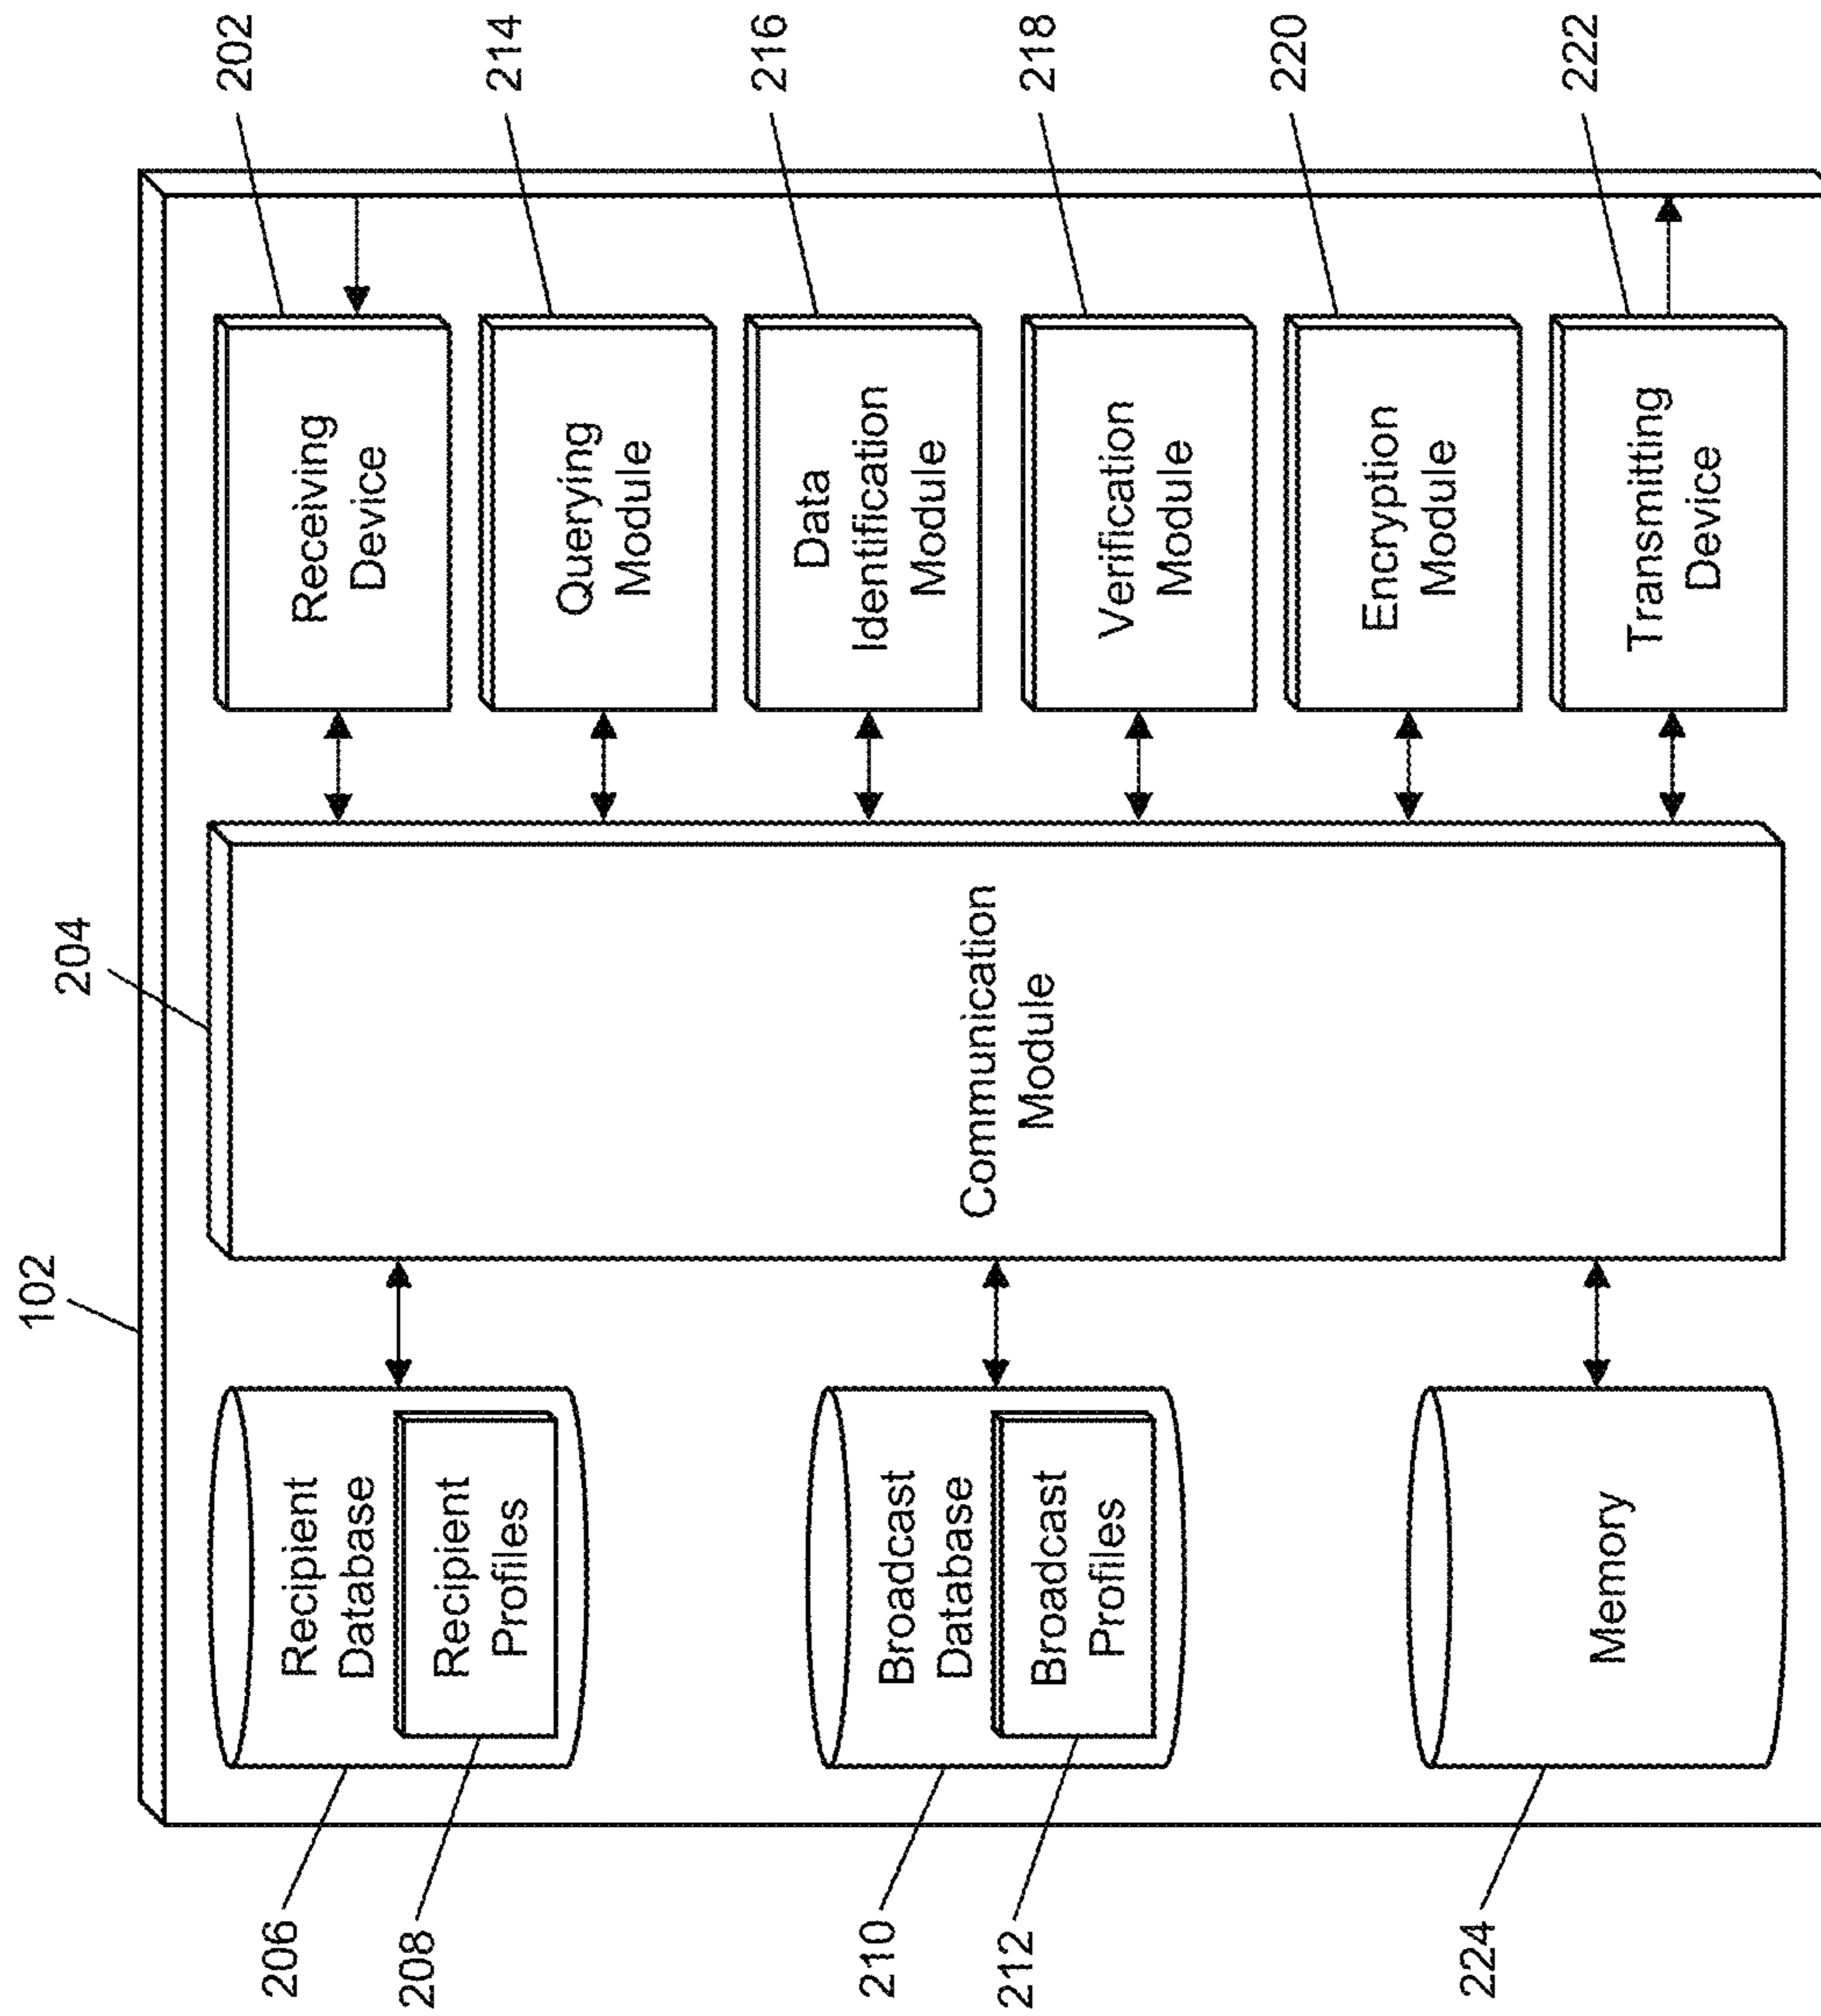 102
204
206
Recipient
Database
208
Recipient
Profiles
210
Broadcast
Database
212
Broadcast
Profiles
224
Memory
Communication
Module
Receiving
Device
202
Querying
Module
214
Data
Identification
Module
216
Verification
Module
218
Encryption
Module
220
Transmitting
Device
222